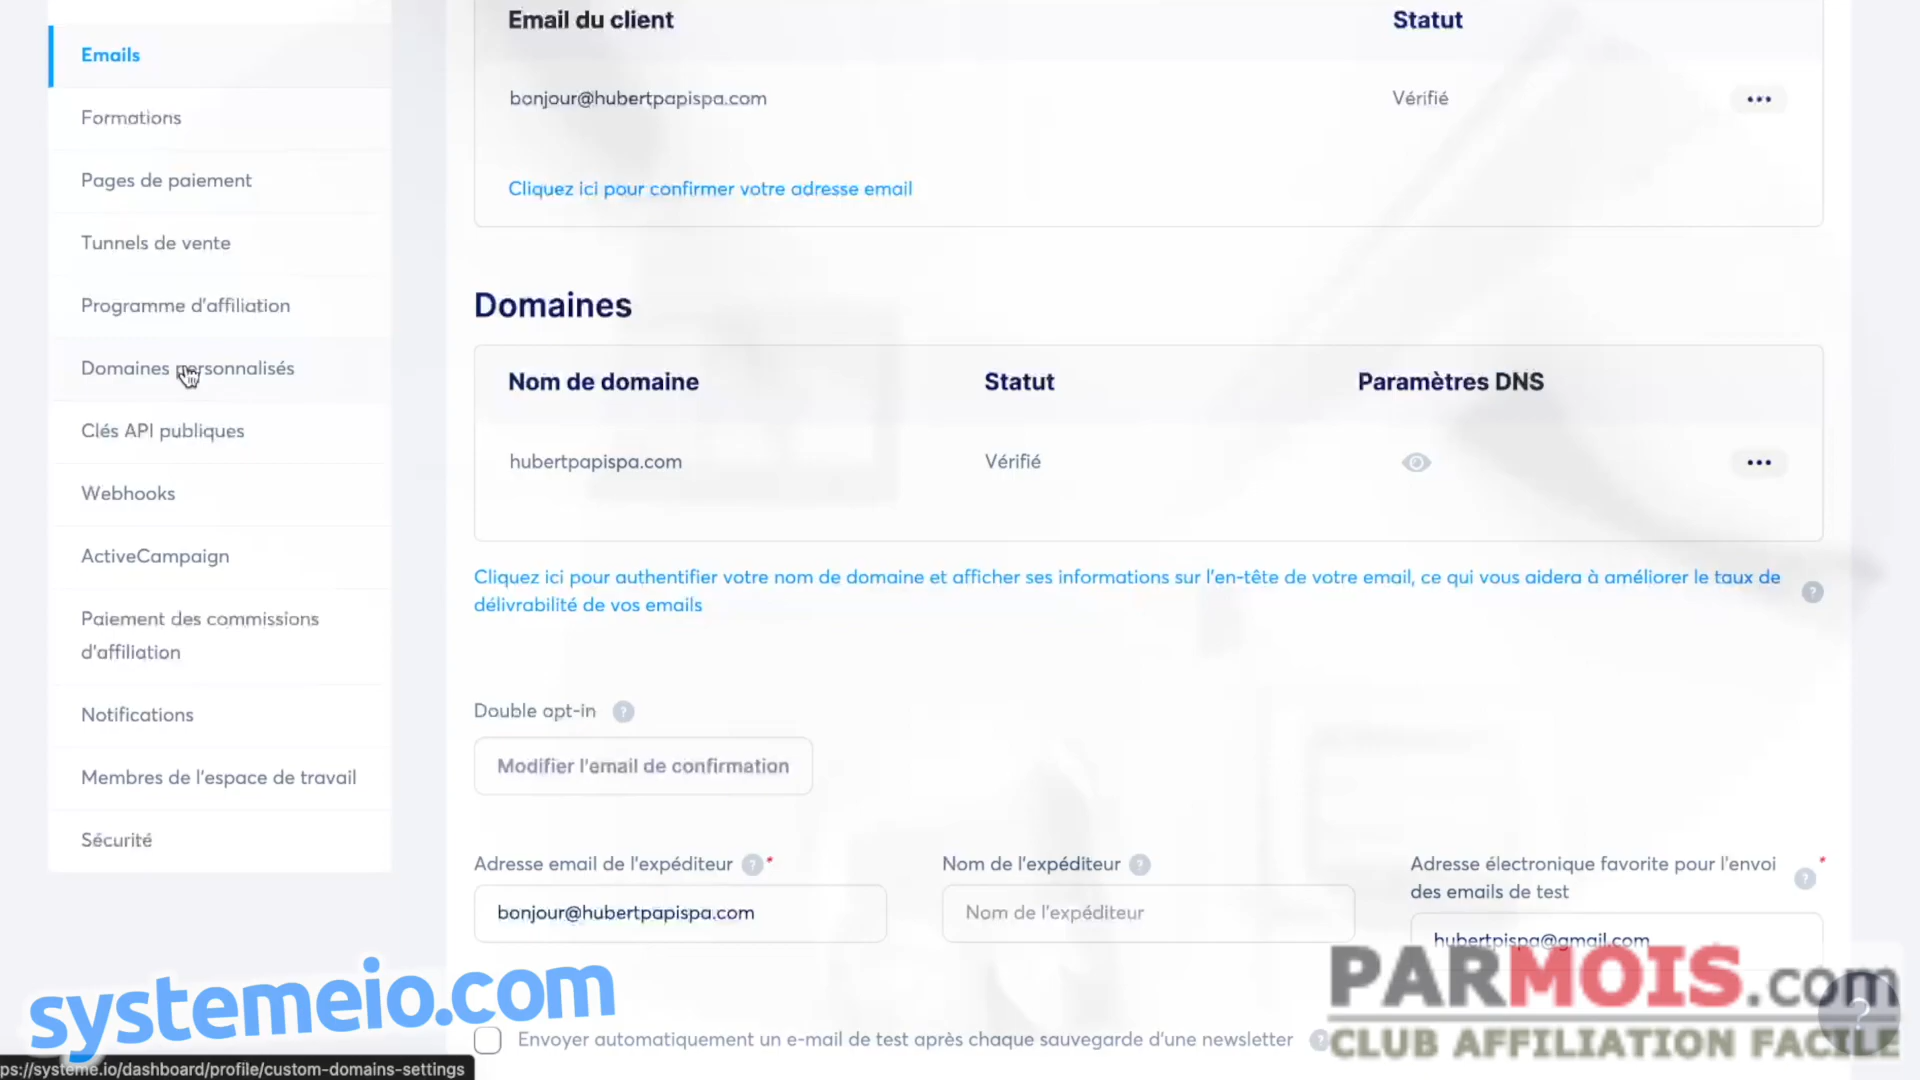 Emails
Formations
Pages de paiement
Tunnels de vente
Programme d'affiliation
Domaines personnalisés
Clés API publiques
Webhooks
ActiveCampaign
Paiement des commissions
d'affiliation
Notifications
Membres de l'espace de travail
Sécurité
Email du client
Statut
bonjour@hubertpapispa.com
Vérifié
Cliquez ici pour confirmer votre adresse email
Domaines
Nom de domaine
Statut
Paramètres DNS
hubertpapispa.com
Vérifié
Cliquez ici pour authentifier votre nom de domaine et afficher ses informations sur l'en-tête de votre email, ce qui vous aidera à améliorer le taux de
délivrabilité de vos emails
?
Double opt-in ?
Modifier l'email de confirmation
Adresse email de l'expéditeur ? *
bonjour@hubertpapispa.com
Nom de l'expéditeur ?
Nom de l'expéditeur
Adresse électronique favorite pour l'envoi
des emails de test ? *
hubertpispa@gmail.com
Envoyer automatiquement un e-mail de test après chaque sauvegarde d'une newsletter ?
systemeio.com
PARMOIS.com
CLUB AFFILIATION FACILE
?
ps://systeme.io/dashboard/profile/custom-domains-settings